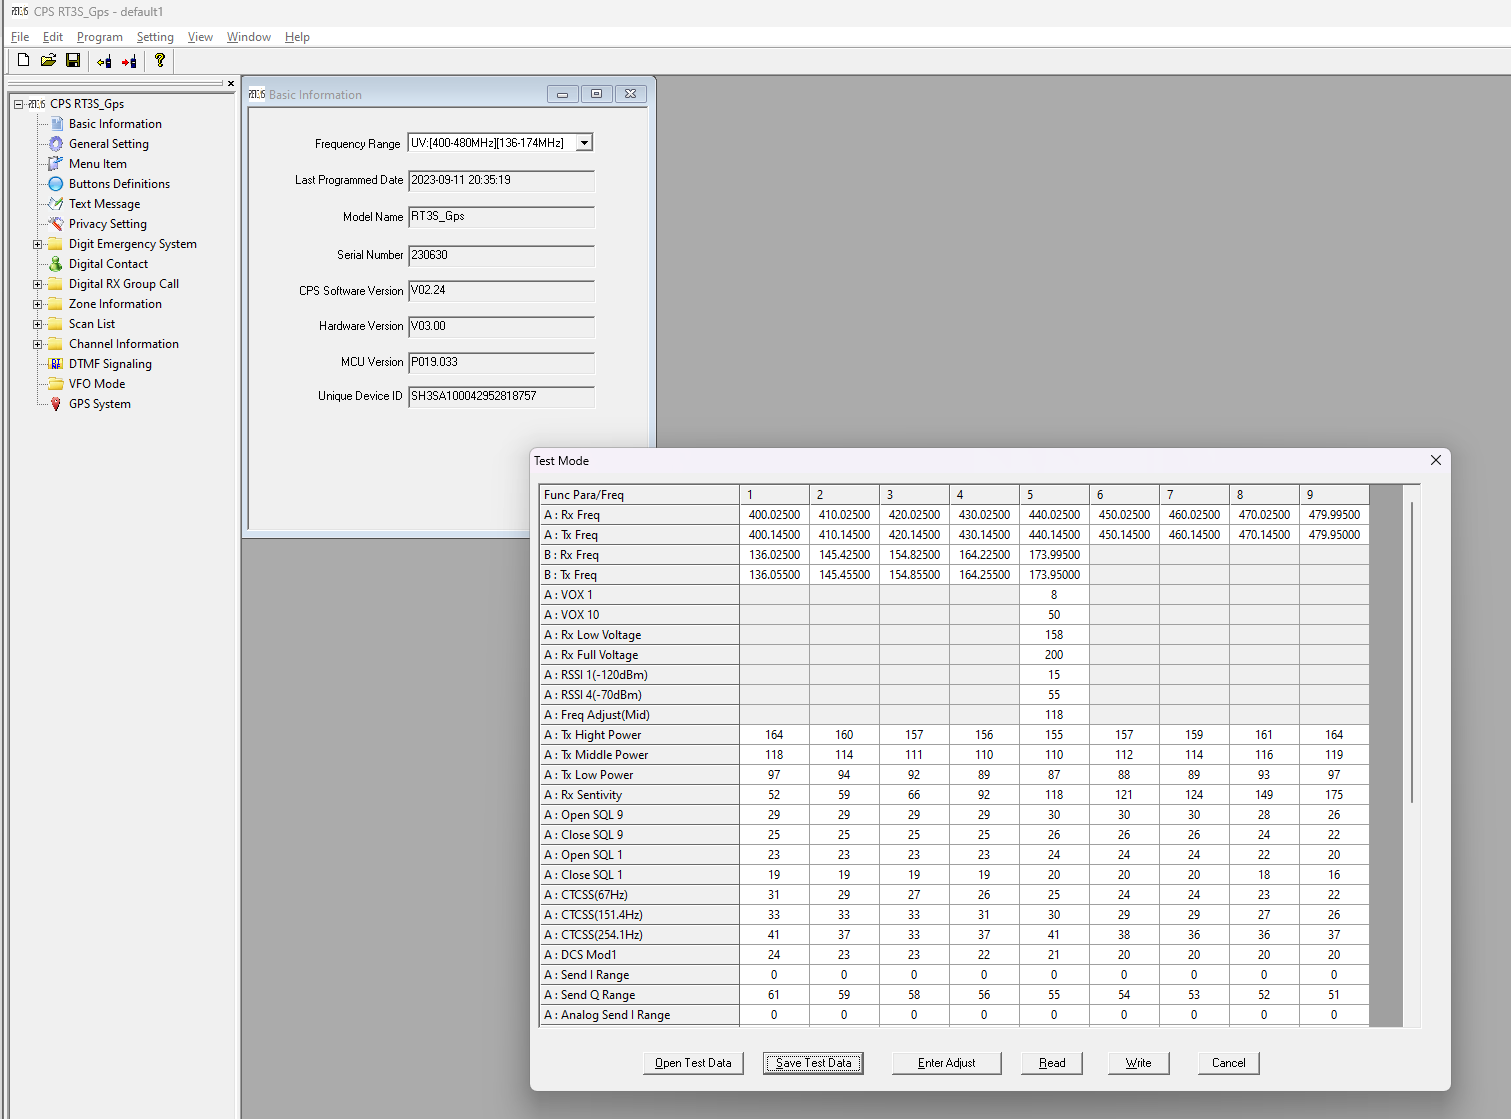 CPS RT3S_Gps - default1
File Edit Program Setting View Window Help
CPS RT3S_Gps
Basic Information
General Setting
Menu Item
Buttons Definitions
Text Message
Privacy Setting
Digit Emergency System
Digital Contact
Digital RX Group Call
Zone Information
Scan List
Channel Information
DTMF Signaling
VFO Mode
GPS System
Basic Information
Frequency Range UV:[400-480MHz][136-174MHz]
Last Programmed Date 2023-09-11 20:35:19
Model Name RT3S_Gps
Serial Number 230630
CPS Software Version V02.24
Hardware Version V03.00
MCU Version P019.033
Unique Device ID SH3SA100042952818757
Test Mode
Func Para/Freq 1 2 3 4 5 6 7 8 9
A : Rx Freq 400.02500 410.02500 420.02500 430.02500 440.02500 450.02500 460.02500 470.02500 479.99500
A : Tx Freq 400.14500 410.14500 420.14500 430.14500 440.14500 450.14500 460.14500 470.14500 479.95000
B : Rx Freq 136.02500 145.42500 154.82500 164.22500 173.99500
B : Tx Freq 136.05500 145.45500 154.85500 164.25500 173.95000
A : VOX 1 8
A : VOX 10 50
A : Rx Low Voltage 158
A : Rx Full Voltage 200
A : RSSI 1(-120dBm) 15
A : RSSI 4(-70dBm) 55
A : Freq Adjust(Mid) 118
A : Tx Hight Power 164 160 157 156 155 157 159 161 164
A : Tx Middle Power 118 114 111 110 110 112 114 116 119
A : Tx Low Power 97 94 92 89 87 88 89 93 97
A : Rx Sentivity 52 59 66 92 118 121 124 149 175
A : Open SQL 9 29 29 29 29 30 30 30 28 26
A : Close SQL 9 25 25 25 25 26 26 26 24 22
A : Open SQL 1 23 23 23 23 24 24 24 22 20
A : Close SQL 1 19 19 19 19 20 20 20 18 16
A : CTCSS(67Hz) 31 29 27 26 25 24 24 23 22
A : CTCSS(151.4Hz) 33 33 33 31 30 29 29 27 26
A : CTCSS(254.1Hz) 41 37 33 37 41 38 36 36 37
A : DCS Mod1 24 23 23 22 21 20 20 20 20
A : Send I Range 0 0 0 0 0 0 0 0 0
A : Send Q Range 61 59 58 56 55 54 53 52 51
A : Analog Send I Range 0 0 0 0 0 0 0 0 0
Open Test Data Save Test Data Enter Adjust Read Write Cancel